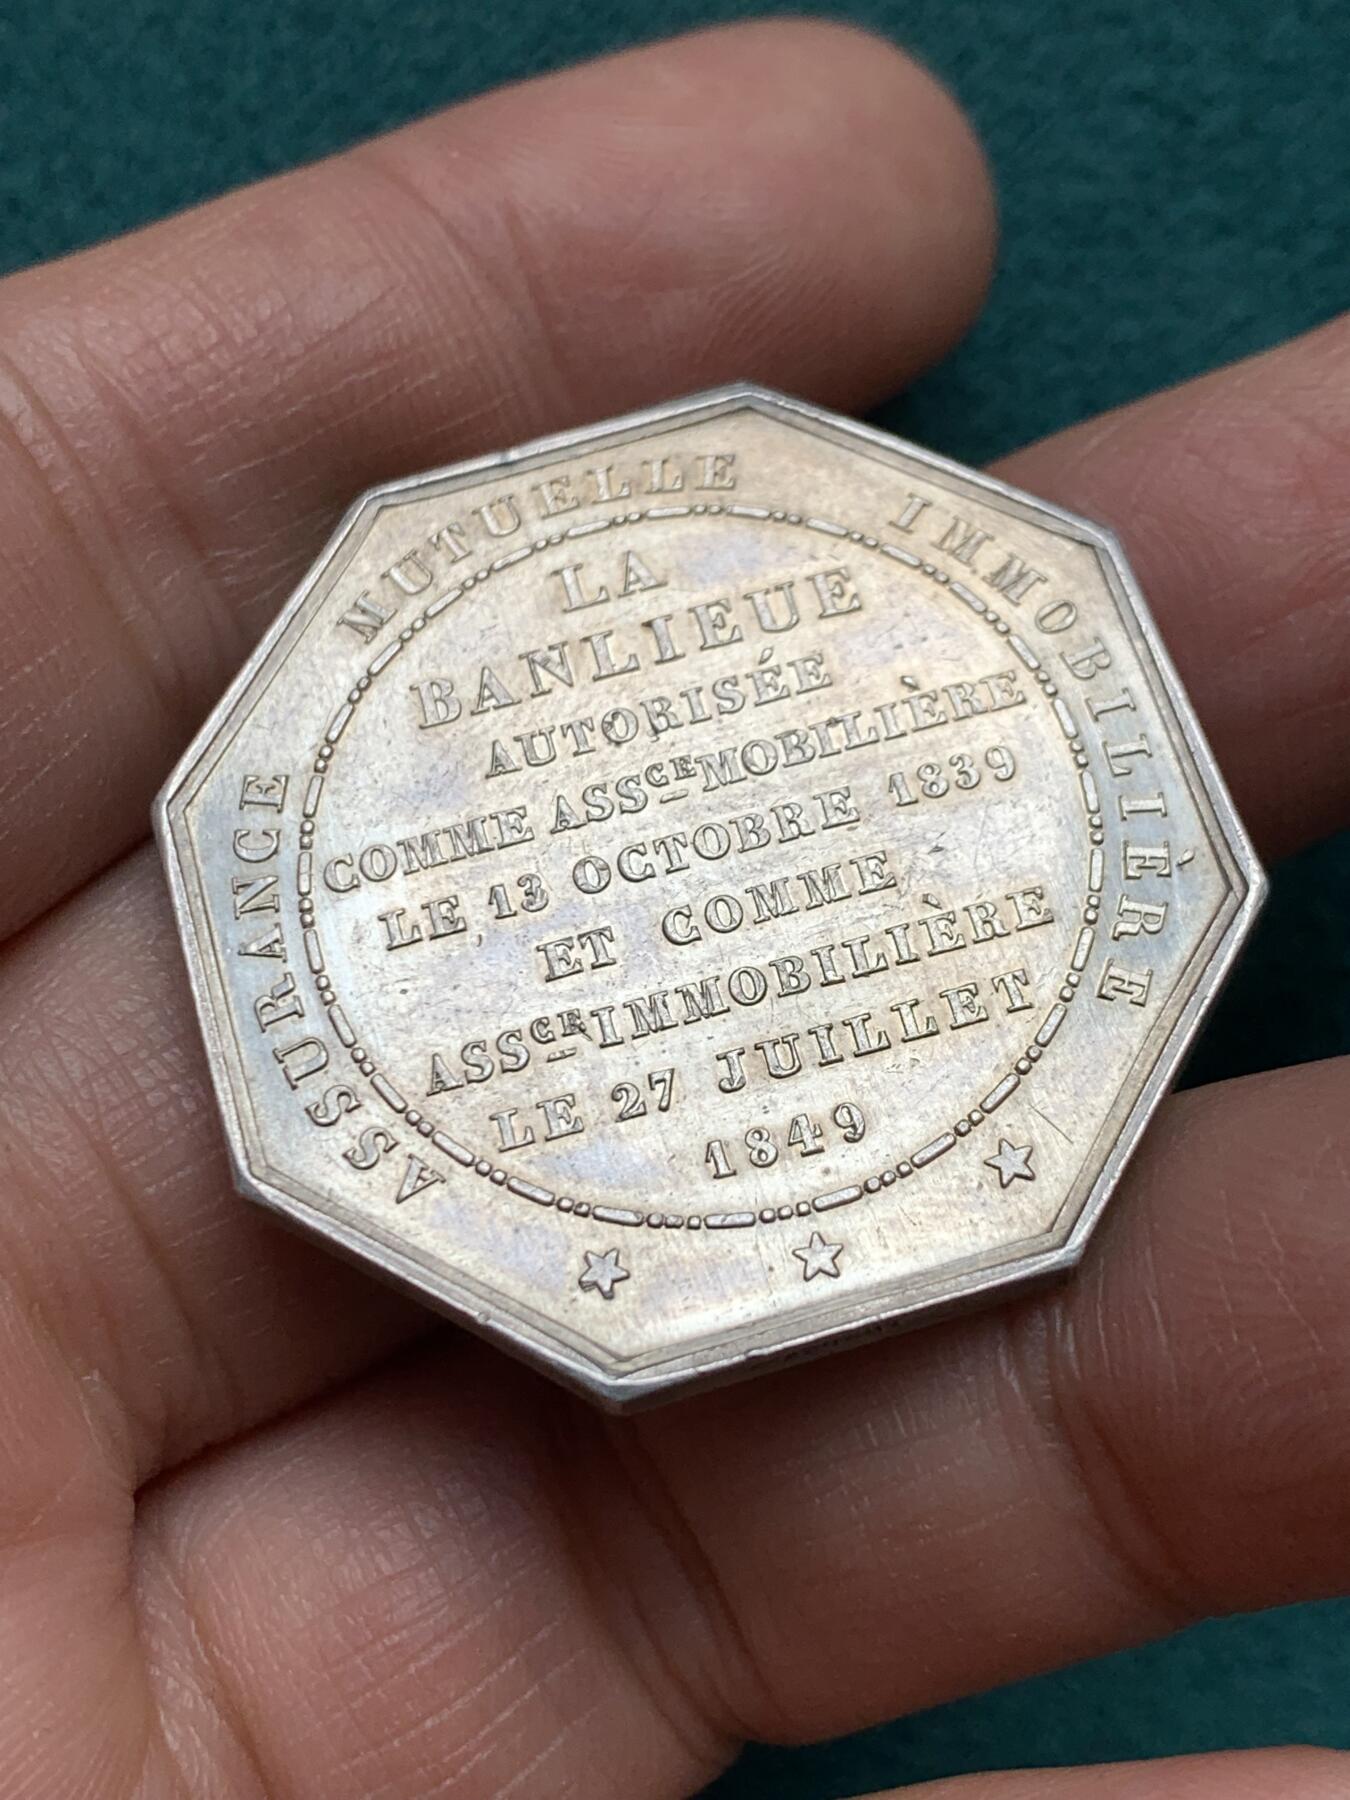 ASSURANCE MUTUELLE IMMOBILIÈRE
LA
BANLIEUE
AUTORISÉE
COMME ASSCE MOBILIÈRE
LE 13 OCTOBRE 1839
ET COMME
ASSCE IMMOBILIÈRE
LE 27 JUILLET
1849